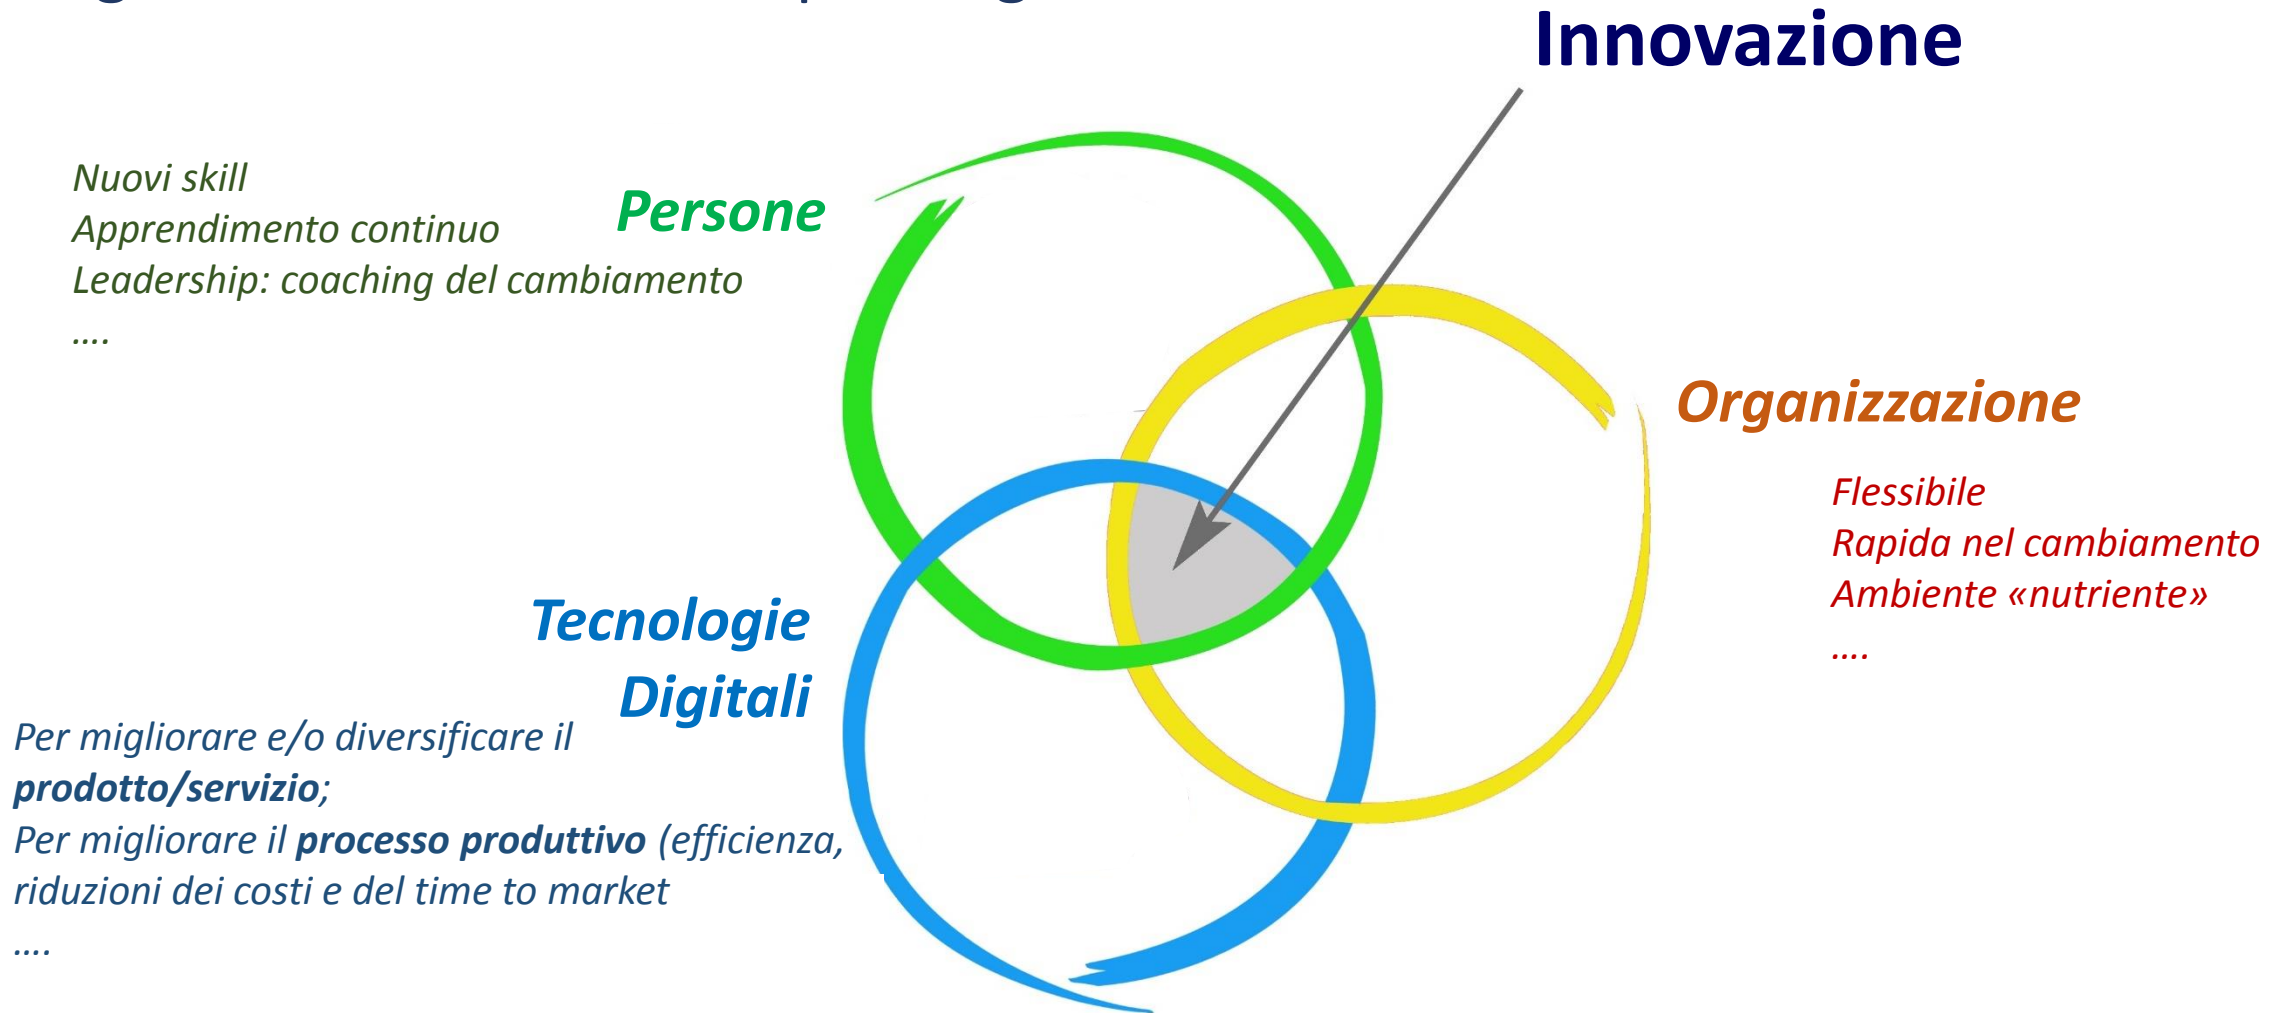 Innovazione
Nuovi skill
Apprendimento continuo
Leadership: coaching del cambiamento
....
Persone
Organizzazione
Flessibile
Rapida nel cambiamento
Ambiente «nutriente»
....
Tecnologie
Digitali
Per migliorare e/o diversificare il
prodotto/servizio;
Per migliorare il processo produttivo (efficienza,
riduzioni dei costi e del time to market
....